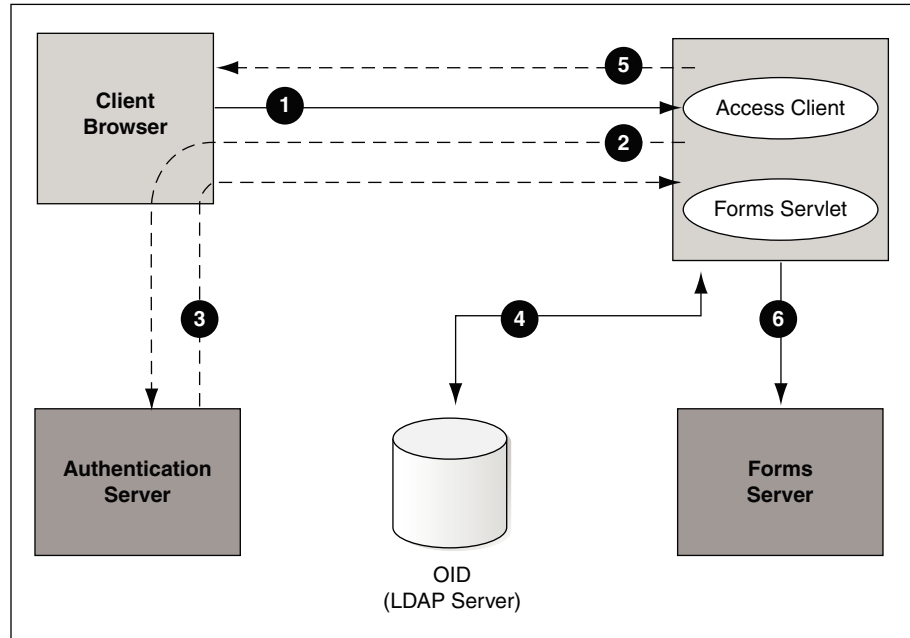 Client
Browser
5
1
Access Client
2
Forms Servlet
3
4
6
Authentication
Server
Forms
Server
OID
(LDAP Server)